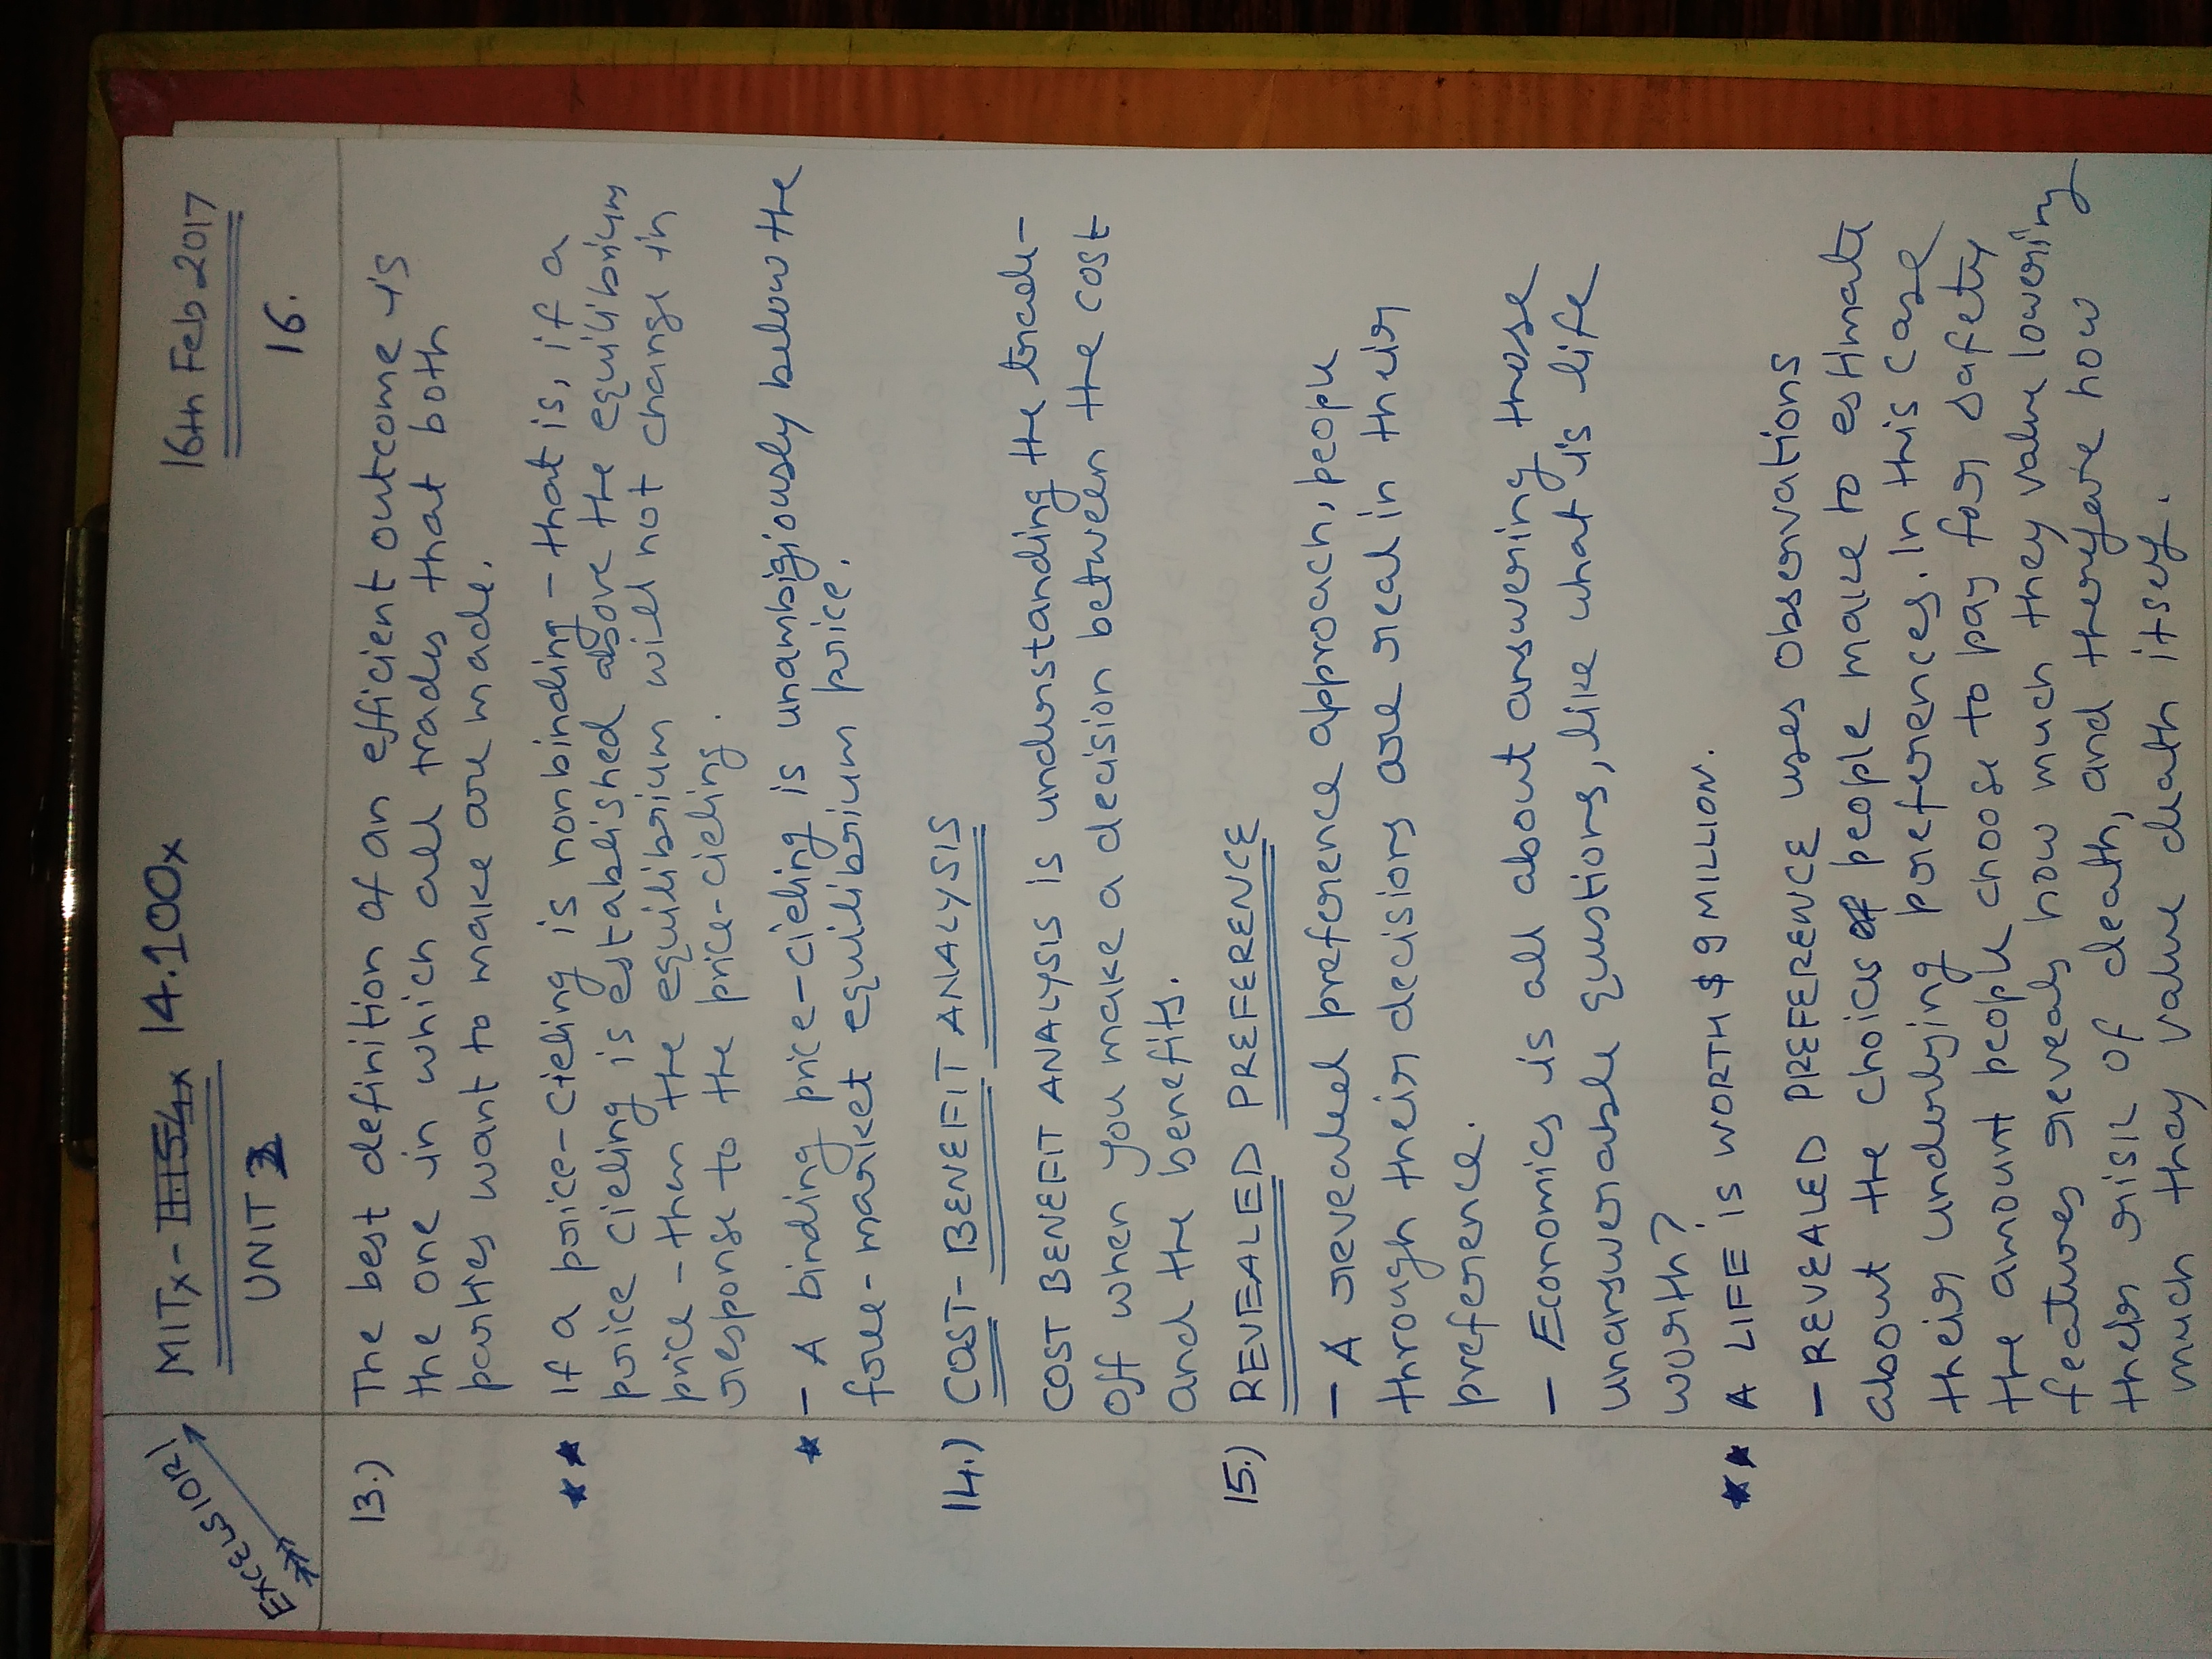 EXCELSIOR!
MITx- 11.154x 14.100x
UNIT 2
16th Feb 2017
16.
13.) The best definition of an efficient outcome is
the one in which all trades that both
parties want to make are made.
★★ If a price-cieling is nonbinding - that is, if a
price cieling is established above the equilibrium
price - then the equilibrium will not change in
response to the price-cieling.
★ - A binding price-cieling is unambigiously below the
free-market equilibrium price.
14.) COST-BENEFIT ANALYSIS
COST BENEFIT ANALYSIS is understanding the trade-
off when you make a decision between the cost
and the benefits.
15.) REVEALED PREFERENCE
- A revealed preference approach, people
through their decisions are real in their
preference.
- Economics is all about answering those
unanswerable questions, like what is life
worth?
★★ A LIFE IS WORTH $ 9 MILLION.
- REVEALED PREFERENCE uses observations
about the choices of people make to estimate
their underlying preferences. In this case
the amount people choose to pay for safety
features reveals how much they value lowering
their risk of death, and therefore how
much they value death itself.